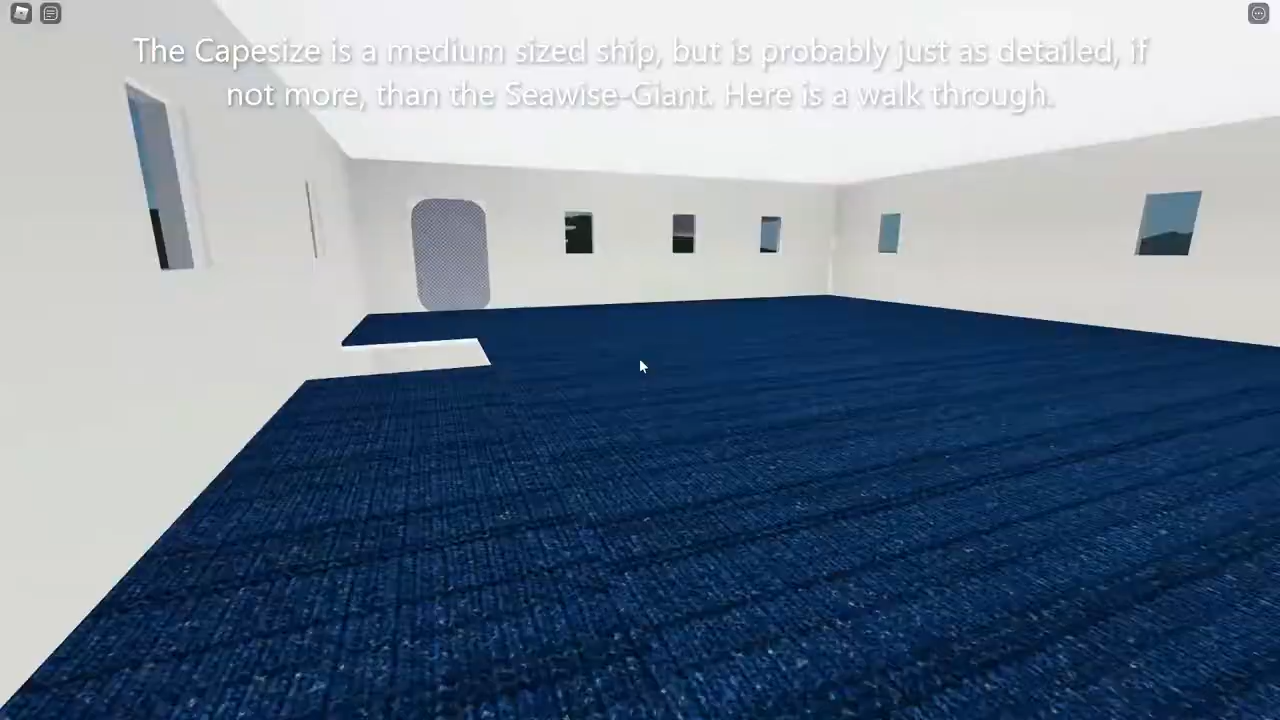 The Capesize is a medium sized ship, but is probably just as detailed, if
not more, than the Seawise-Giant. Here is a walk through.